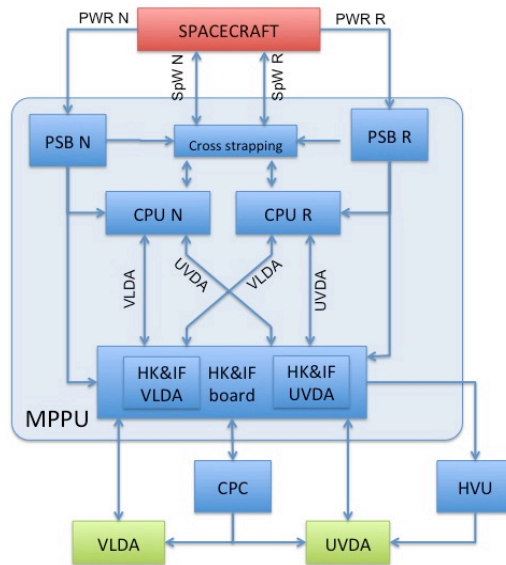 PWR N
SPACECRAFT
PWR R
SpW N
SpW R
PSB N
Cross strapping
PSB R
CPU N
CPU R
VLDA
UVDA
VLDA
UVDA
HK&IF
VLDA
HK&IF
board
HK&IF
UVDA
MPPU
CPC
HVU
VLDA
UVDA